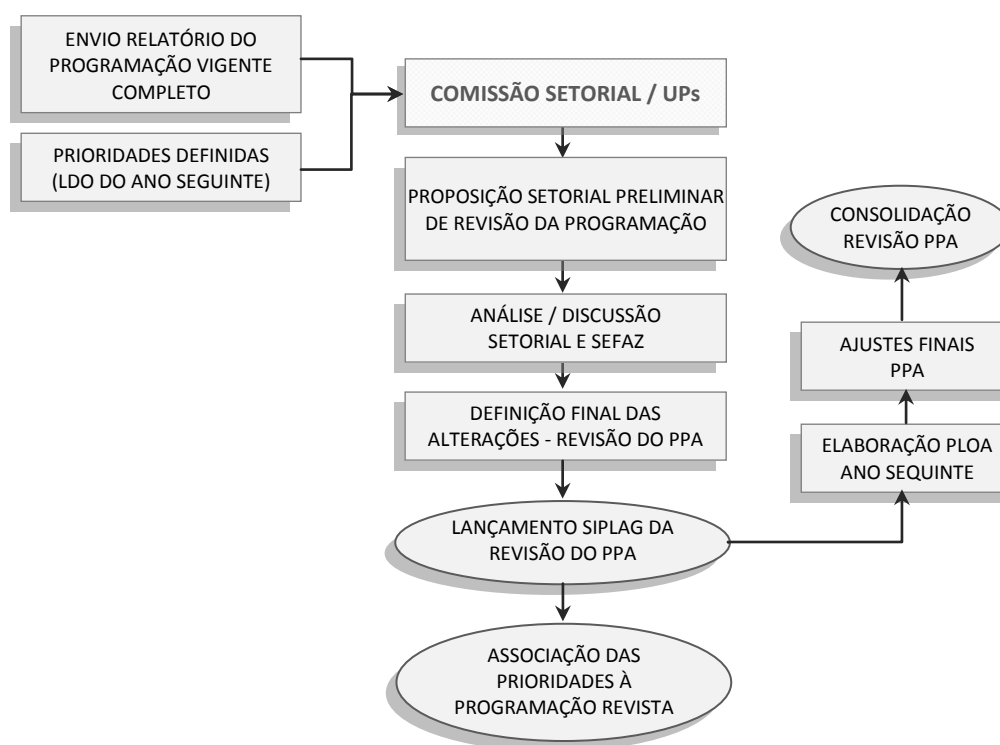 ENVIO RELATÓRIO DO
PROGRAMAÇÃO VIGENTE
COMPLETO
PRIORIDADES DEFINIDAS
(LDO DO ANO SEGUINTE)
COMISSÃO SETORIAL / UPs
PROPOSIÇÃO SETORIAL PRELIMINAR
DE REVISÃO DA PROGRAMAÇÃO
ANÁLISE / DISCUSSÃO
SETORIAL E SEFAZ
DEFINIÇÃO FINAL DAS
ALTERAÇÕES - REVISÃO DO PPA
LANÇAMENTO SIPLAG DA
REVISÃO DO PPA
ASSOCIAÇÃO DAS
PRIORIDADES À
PROGRAMAÇÃO REVISTA
CONSOLIDAÇÃO
REVISÃO PPA
AJUSTES FINAIS
PPA
ELABORAÇÃO PLOA
ANO SEQUINTE